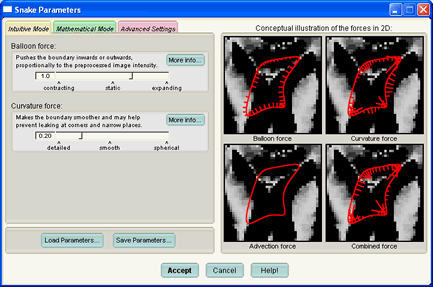 Snake Parameters
Intuitive Mode Mathematical Mode Advanced Settings
Balloon force:
Pushes the boundary inwards or outwards,
proportionally to the preprocessed image intensity.
More info...
1.0
contracting static expanding
Curvature force:
Makes the boundary smoother and may help
prevent leaking at corners and narrow places.
More info...
0.20
detailed smooth spherical
Load Parameters... Save Parameters...
Conceptual illustration of the forces in 2D:
Balloon force Curvature force
Advection force Combined force
Accept Cancel Help!